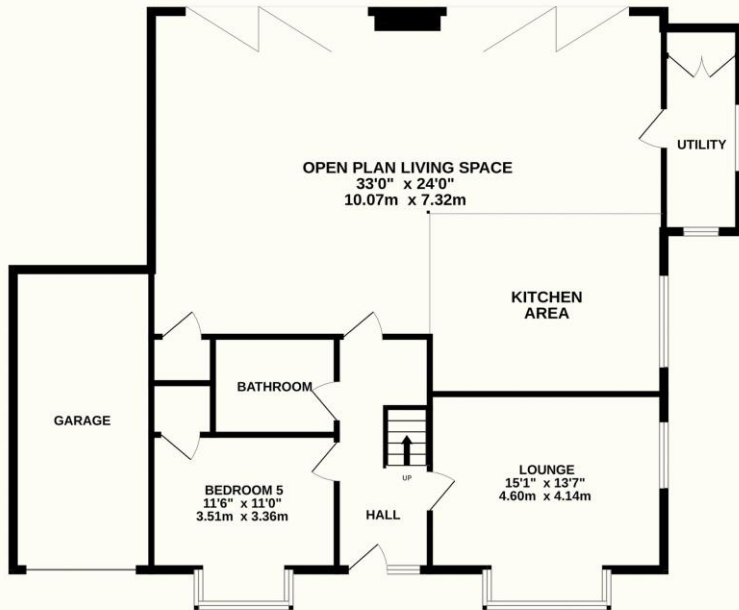 OPEN PLAN LIVING SPACE
33'0" x 24'0"
10.07m x 7.32m
UTILITY
KITCHEN
AREA
BATHROOM
GARAGE
BEDROOM 5
11'6" x 11'0"
3.51m x 3.36m
UP
HALL
LOUNGE
15'1" x 13'7"
4.60m x 4.14m